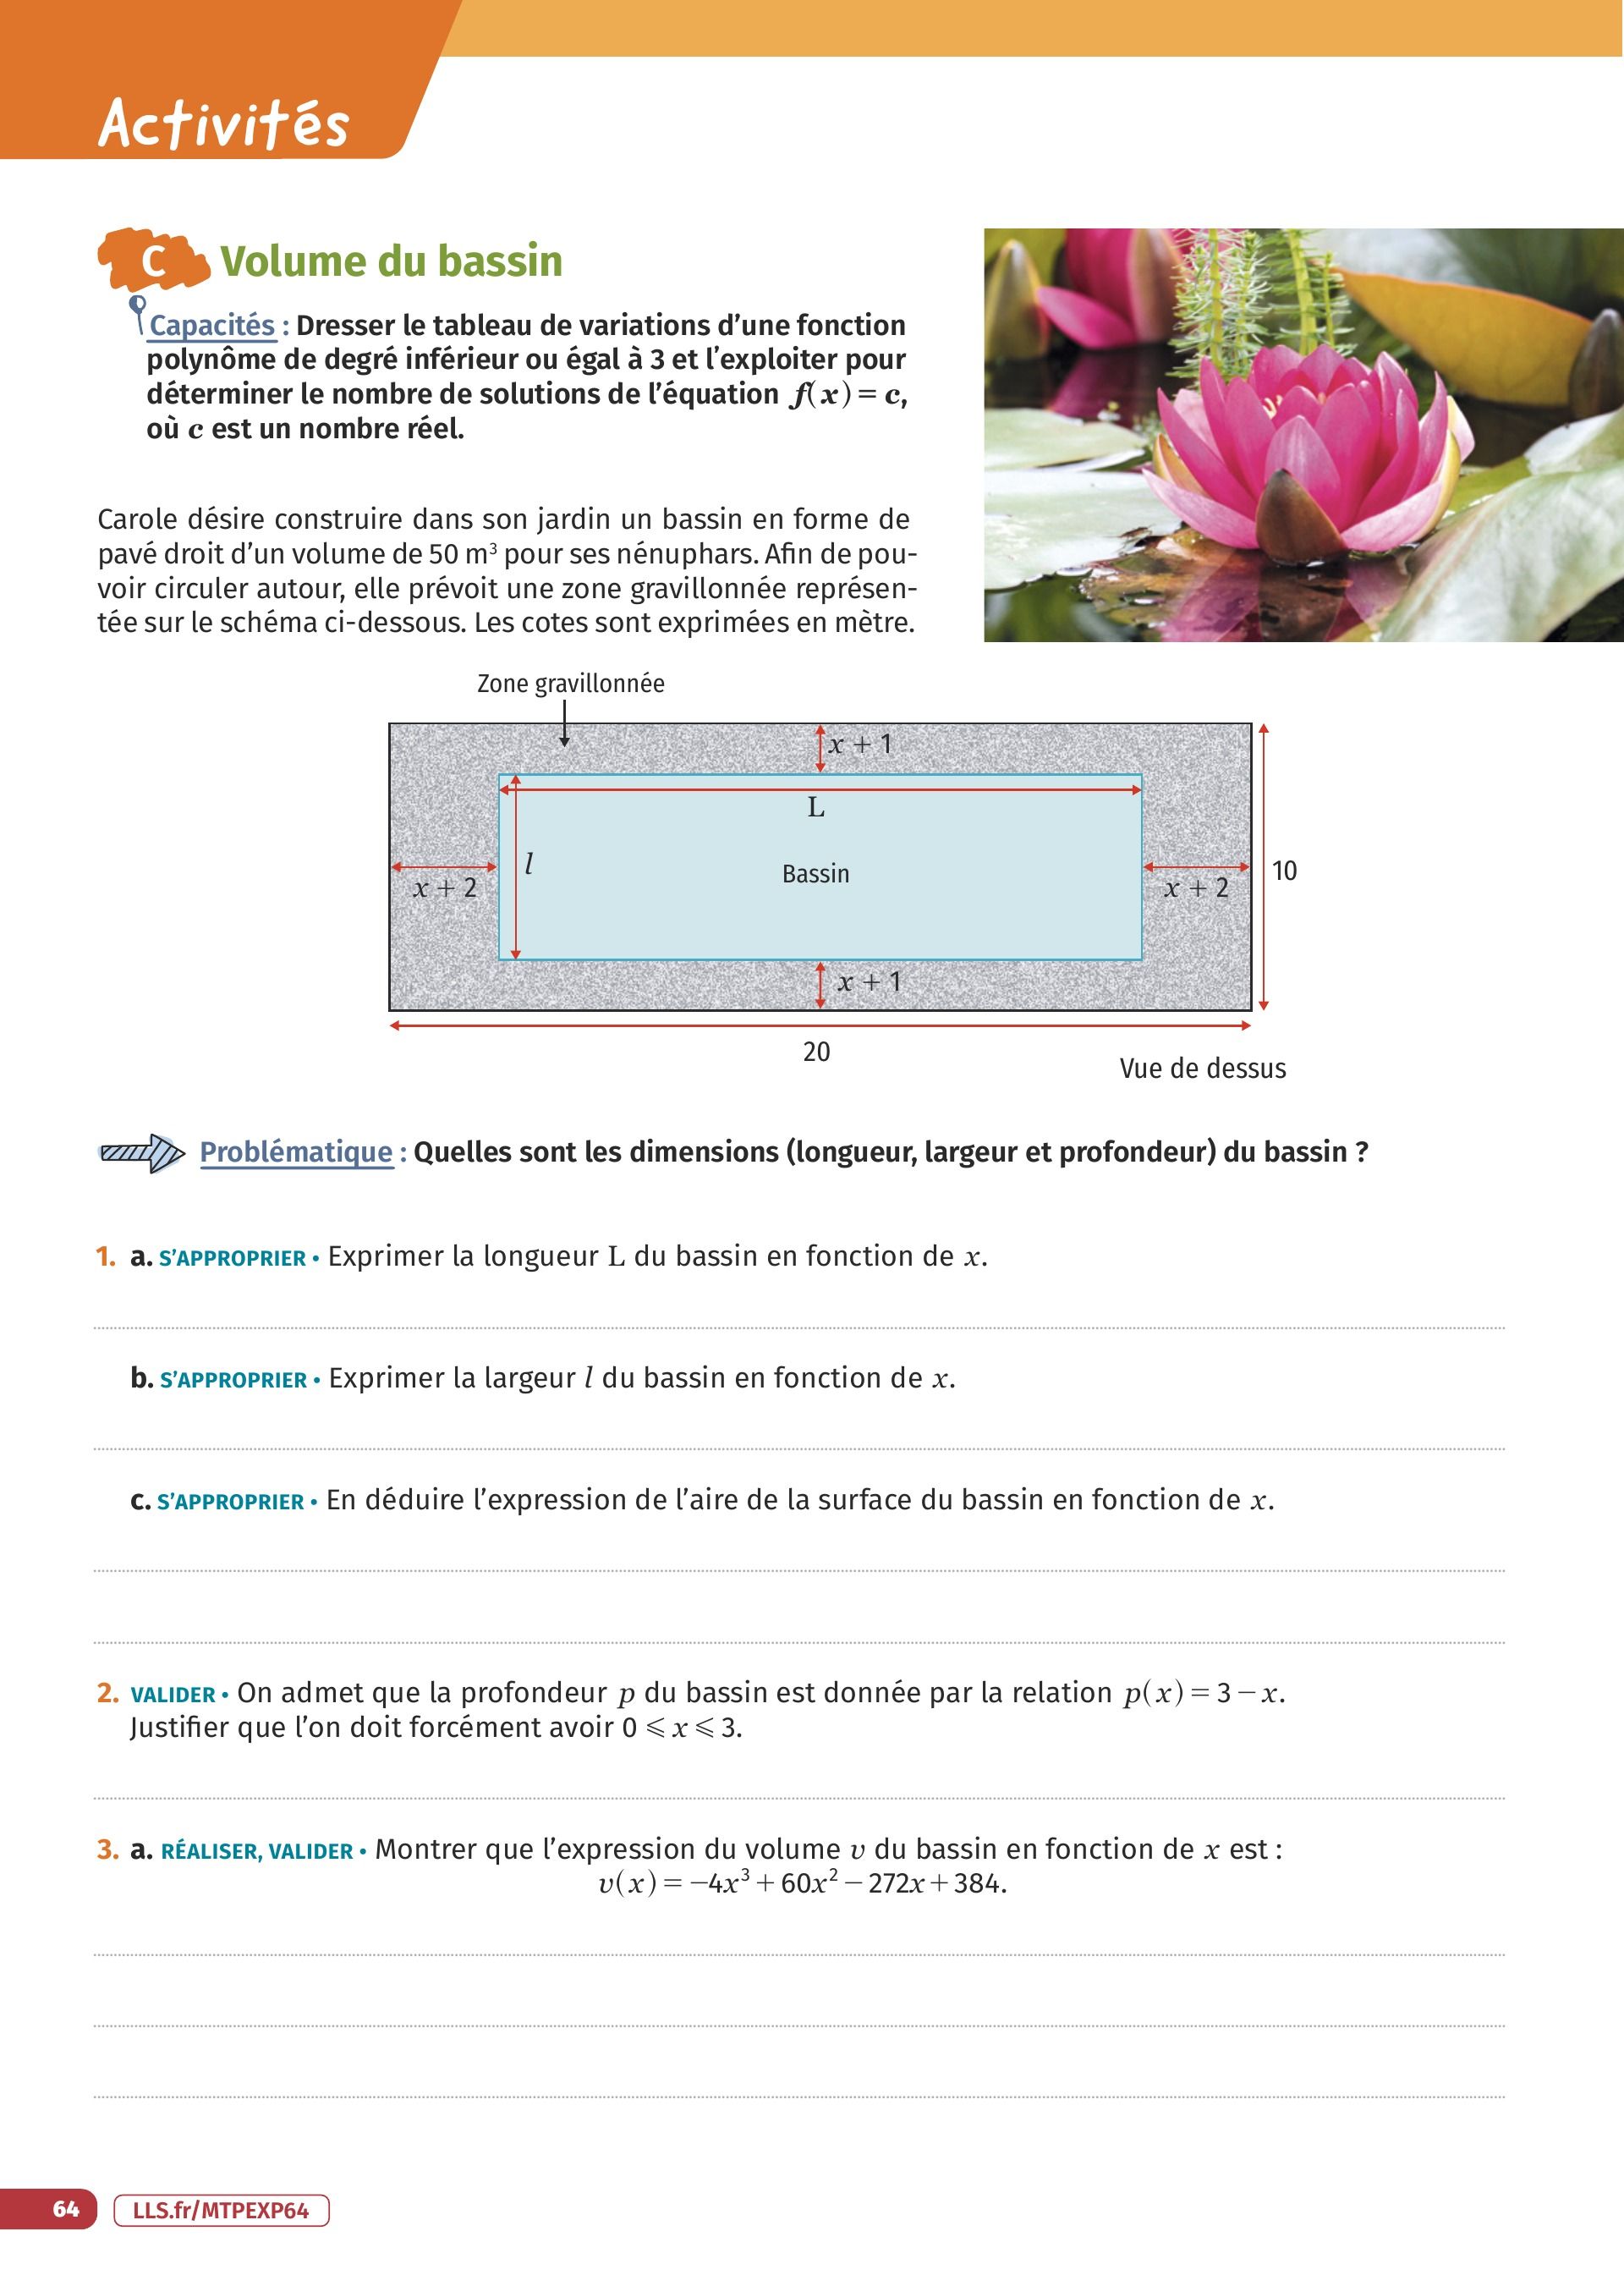 Activités
C Volume du bassin
Capacités : Dresser le tableau de variations d’une fonction
polynôme de degré inférieur ou égal à 3 et l’exploiter pour
déterminer le nombre de solutions de l’équation f(x) = c,
où c est un nombre réel.
Carole désire construire dans son jardin un bassin en forme de
pavé droit d’un volume de 50 m³ pour ses nénuphars. Afin de pou-
voir circuler autour, elle prévoit une zone gravillonnée représen-
tée sur le schéma ci-dessous. Les cotes sont exprimées en mètre.
Zone gravillonnée
x + 1
L
l
Bassin
x + 2
x + 2
10
x + 1
20
Vue de dessus
Problématique : Quelles sont les dimensions (longueur, largeur et profondeur) du bassin ?
1. a. S’APPROPRIER • Exprimer la longueur L du bassin en fonction de x.
b. S’APPROPRIER • Exprimer la largeur l du bassin en fonction de x.
c. S’APPROPRIER • En déduire l’expression de l’aire de la surface du bassin en fonction de x.
2. VALIDER • On admet que la profondeur p du bassin est donnée par la relation p(x) = 3 − x.
Justifier que l’on doit forcément avoir 0 ⩽ x ⩽ 3.
3. a. RÉALISER, VALIDER • Montrer que l’expression du volume v du bassin en fonction de x est :
v(x) = −4x³ + 60x² − 272x + 384.
64 LLS.fr/MTPEXP64